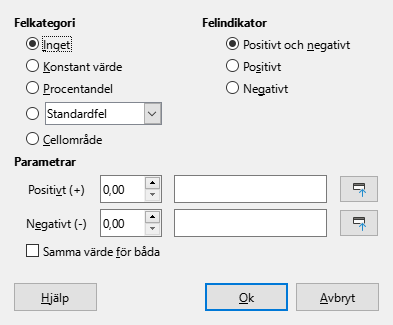 Felkategori
Inget
Konstant värde
Procentandel
Standardfel
Cellområde
Felindikator
Positivt och negativt
Positivt
Negativt
Parametrar
Positivt (+) 0,00
Negativt (-) 0,00
Samma värde för båda
Hjälp Ok Avbryt